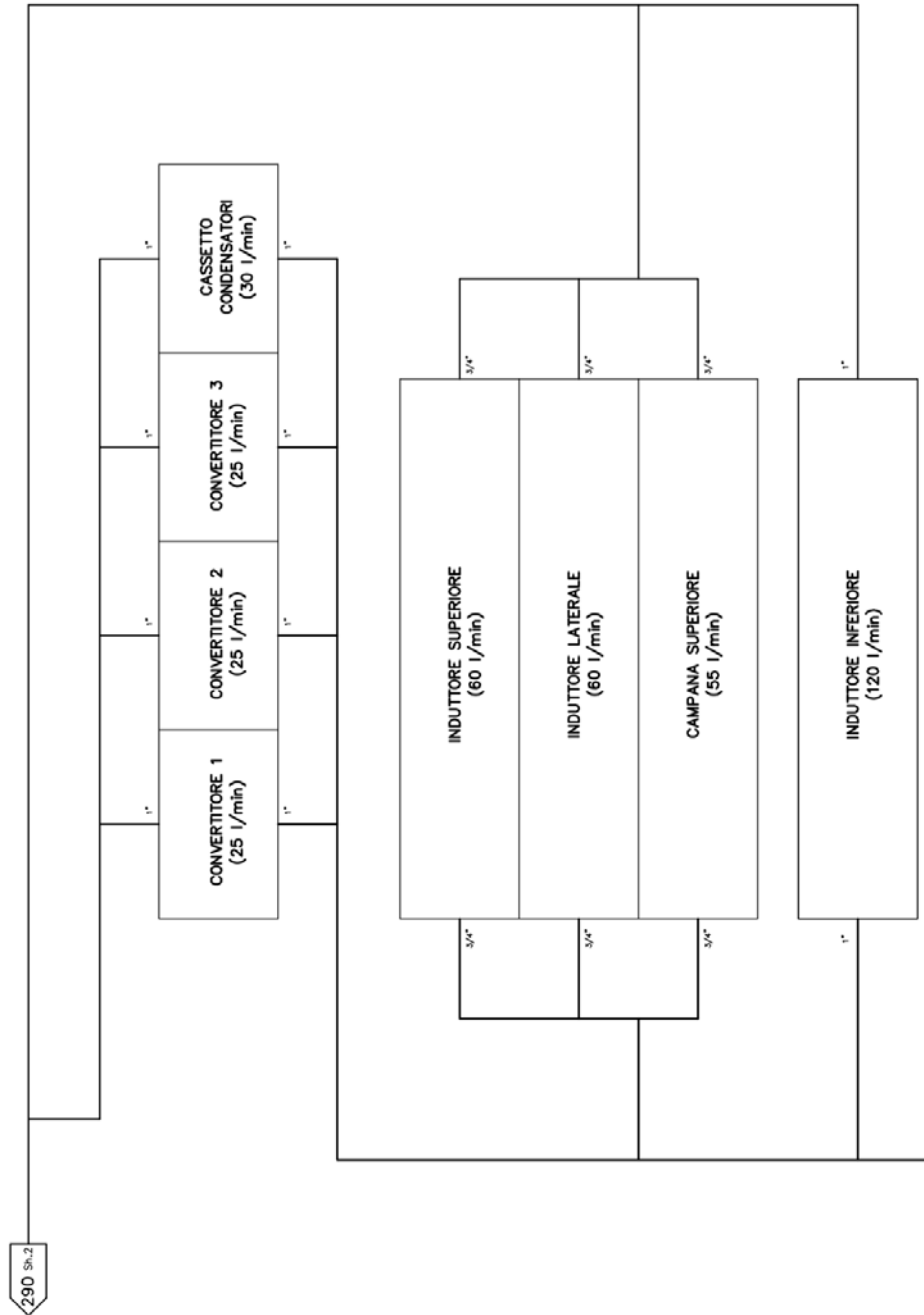 290 Sh.2
1"
1"
1"
1"
CONVERTITORE 1
(25 l/min)
CONVERTITORE 2
(25 l/min)
CONVERTITORE 3
(25 l/min)
CASSETTO
CONDENSATORI
(30 l/min)
1"
1"
1"
1"
3/4"
INDUTTORE SUPERIORE
(60 l/min)
3/4"
3/4"
INDUTTORE LATERALE
(60 l/min)
3/4"
3/4"
CAMPANA SUPERIORE
(55 l/min)
3/4"
1"
INDUTTORE INFERIORE
(120 l/min)
1"